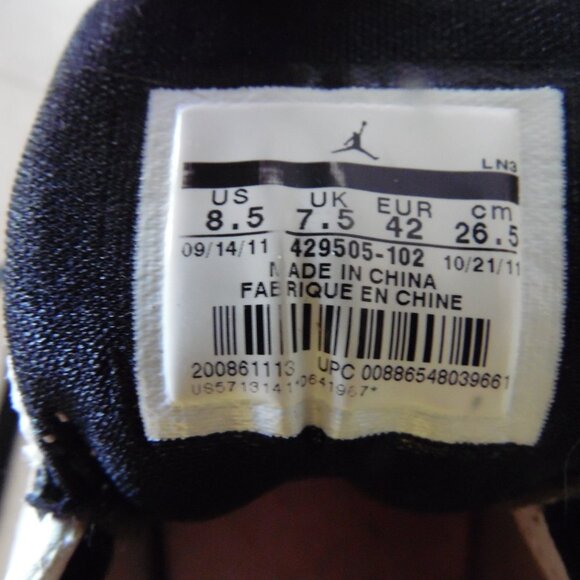 LN3
US UK EUR cm
8.5 7.5 42 26.5
09/14/11 429505-102 10/21/11
MADE IN CHINA
FABRIQUE EN CHINE
200861113 UPC 00886548039661